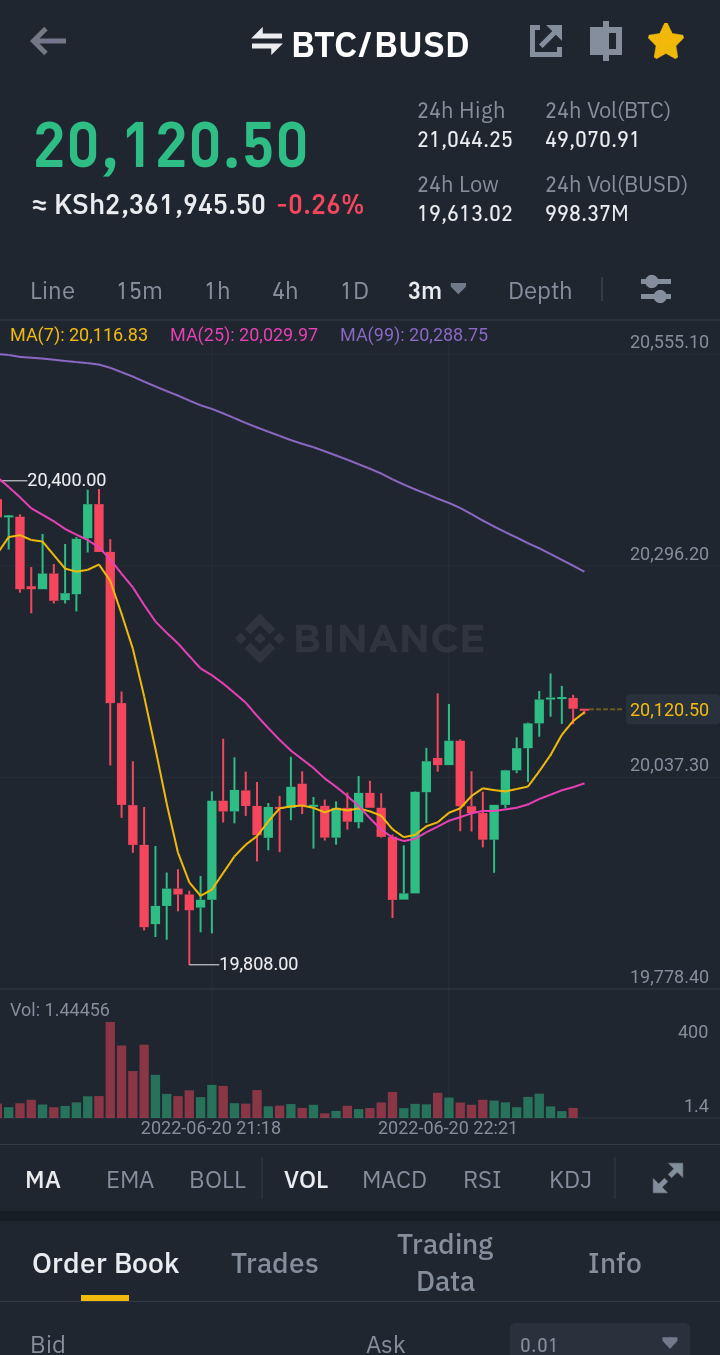 BTC/BUSD
20,120.50
≈ KSh2,361,945.50 -0.26%
24h High
21,044.25
24h Vol(BTC)
49,070.91
24h Low
19,613.02
24h Vol(BUSD)
998.37M
Line 15m 1h 4h 1D 3m Depth
MA(7): 20,116.83 MA(25): 20,029.97 MA(99): 20,288.75
20,555.10
20,400.00
20,296.20
BINANCE
20,120.50
20,037.30
19,808.00
19,778.40
Vol: 1.44456
400
1.4
2022-06-20 21:18 2022-06-20 22:21
MA EMA BOLL VOL MACD RSI KDJ
Order Book Trades Trading Data Info
Bid Ask 0.01